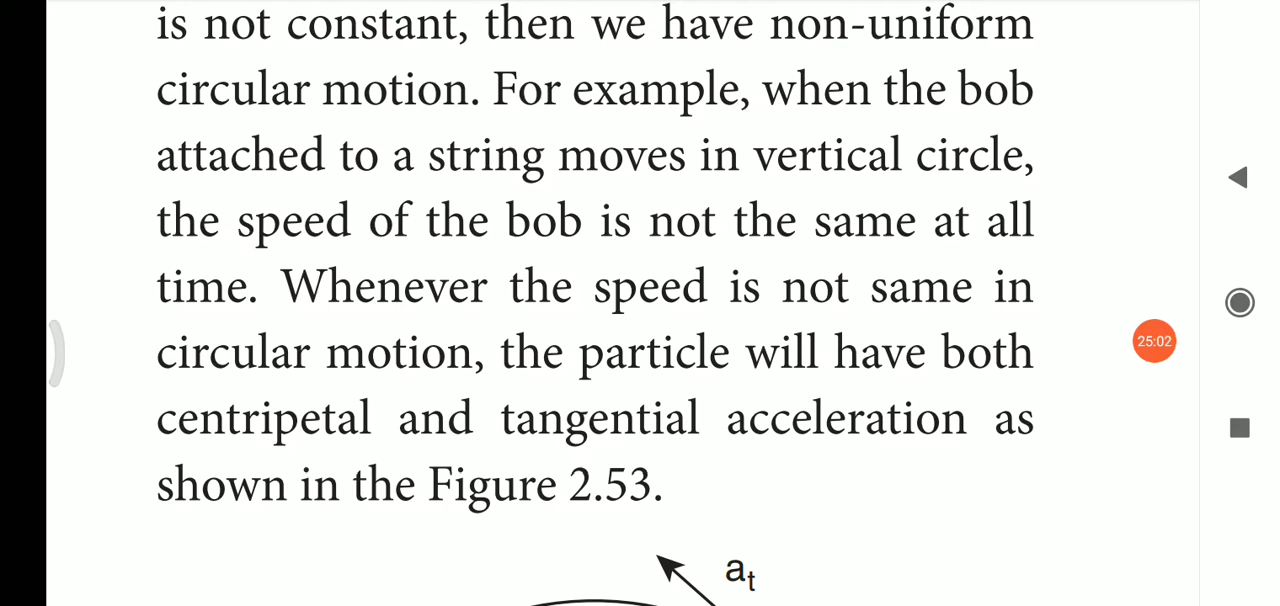 is not constant, then we have non-uniform
circular motion. For example, when the bob
attached to a string moves in vertical circle,
the speed of the bob is not the same at all
time. Whenever the speed is not same in
circular motion, the particle will have both
centripetal and tangential acceleration as
shown in the Figure 2.53.
25:02
at